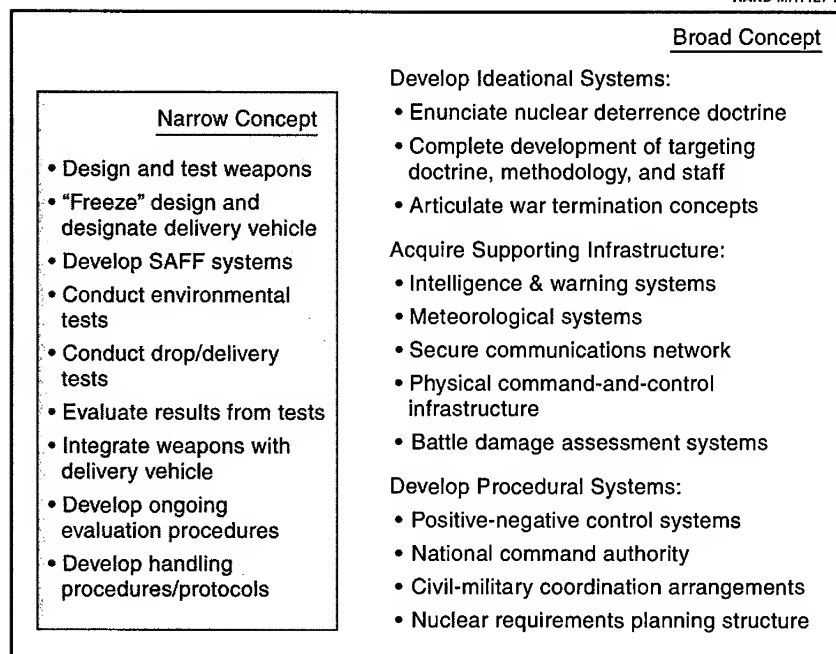 Broad Concept
Narrow Concept
• Design and test weapons
• “Freeze” design and
designate delivery vehicle
• Develop SAFF systems
• Conduct environmental
tests
• Conduct drop/delivery
tests
• Evaluate results from tests
• Integrate weapons with
delivery vehicle
• Develop ongoing
evaluation procedures
• Develop handling
procedures/protocols
Develop Ideational Systems:
• Enunciate nuclear deterrence doctrine
• Complete development of targeting
doctrine, methodology, and staff
• Articulate war termination concepts
Acquire Supporting Infrastructure:
• Intelligence & warning systems
• Meteorological systems
• Secure communications network
• Physical command-and-control
infrastructure
• Battle damage assessment systems
Develop Procedural Systems:
• Positive-negative control systems
• National command authority
• Civil-military coordination arrangements
• Nuclear requirements planning structure